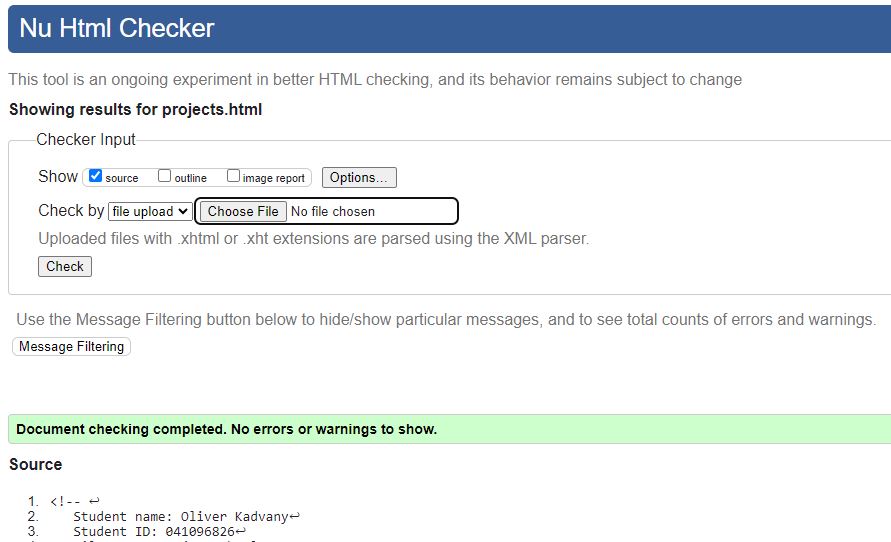 Nu Html Checker
This tool is an ongoing experiment in better HTML checking, and its behavior remains subject to change
Showing results for projects.html
Checker Input
Show source outline image report Options...
Check by file upload Choose File No file chosen
Uploaded files with .xhtml or .xht extensions are parsed using the XML parser.
Check
Use the Message Filtering button below to hide/show particular messages, and to see total counts of errors and warnings.
Message Filtering
Document checking completed. No errors or warnings to show.
Source
1. <!-- ↩
2. Student name: Oliver Kadvany↩
3. Student ID: 041096826↩